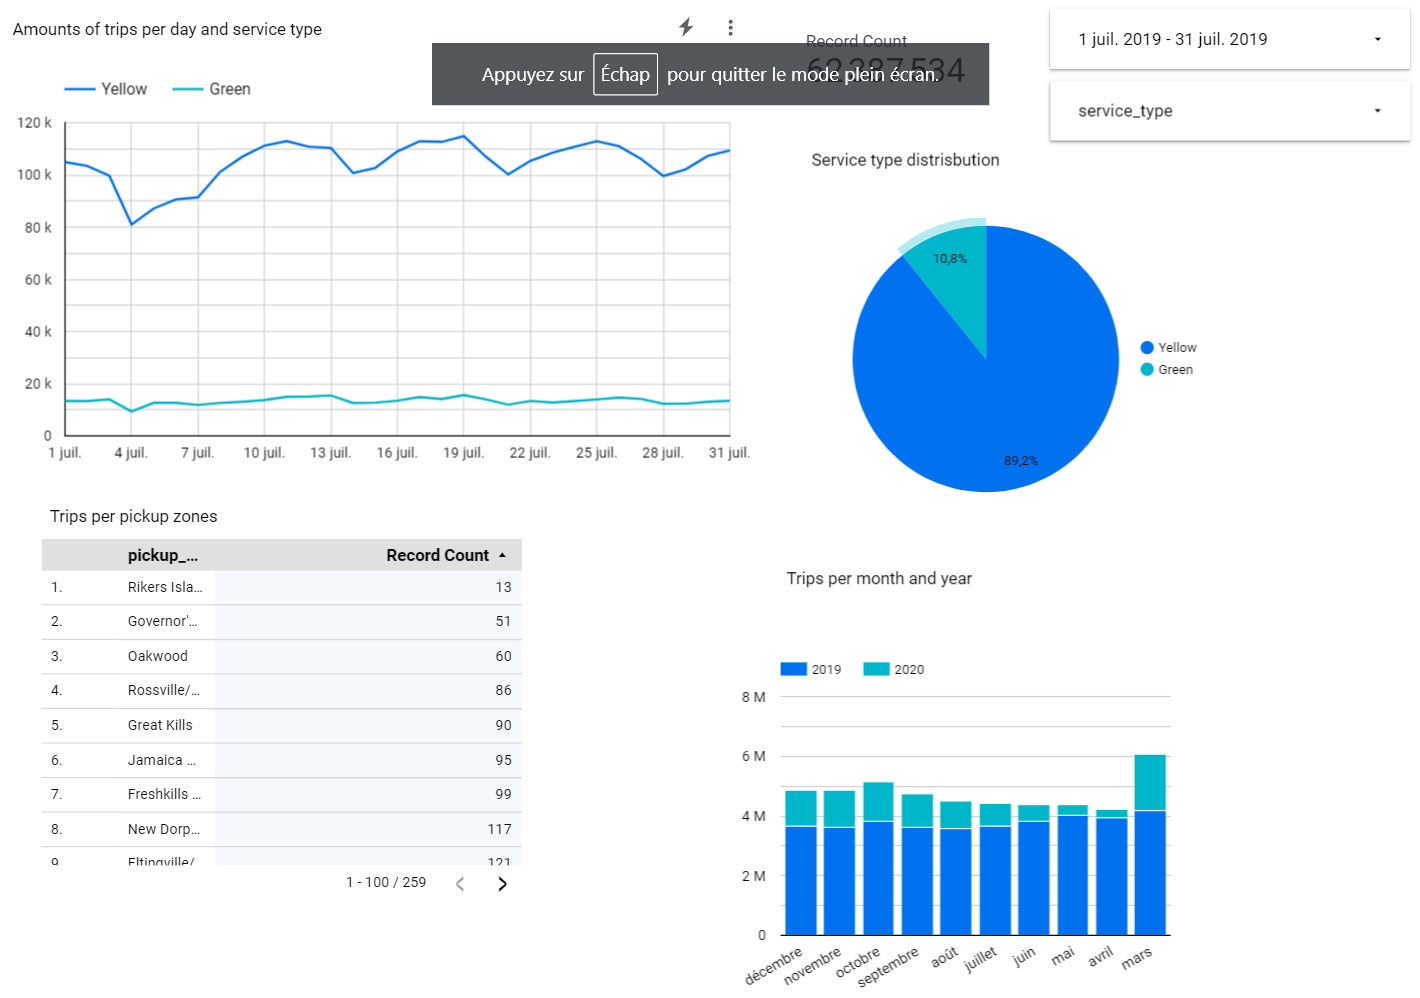 Amounts of trips per day and service type
Yellow
Green
120 k
100 k
80 k
60 k
40 k
20 k
0
1 juil.
4 juil.
7 juil.
10 juil.
13 juil.
16 juil.
19 juil.
22 juil.
25 juil.
28 juil.
31 juil.
Record Count
62 287 534
Appuyez sur Échap pour quitter le mode plein écran.
1 juil. 2019 - 31 juil. 2019
service_type
Service type distrisbution
10,8%
89,2%
Yellow
Green
Trips per pickup zones
pickup_... Record Count
1. Rikers Isla... 13
2. Governor'... 51
3. Oakwood 60
4. Rossville/... 86
5. Great Kills 90
6. Jamaica ... 95
7. Freshkills ... 99
8. New Dorp... 117
9. Eltingville/ 121
1 - 100 / 259
Trips per month and year
2019
2020
8 M
6 M
4 M
2 M
0
décembre
novembre
octobre
septembre
août
juillet
juin
mai
avril
mars